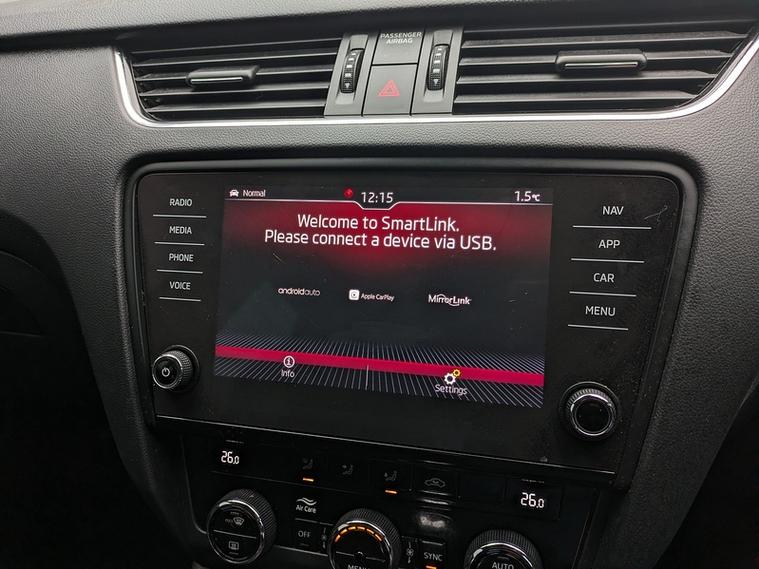 PASSENGER
AIRBAG
RADIO
MEDIA
PHONE
VOICE
Normal
12:15
1.5°C
Welcome to SmartLink.
Please connect a device via USB.
androidauto
Apple CarPlay
MirrorLink
Info
Settings
NAV
APP
CAR
MENU
26.0
26.0
Air Care
OFF
SYNC
MENU
AUTO